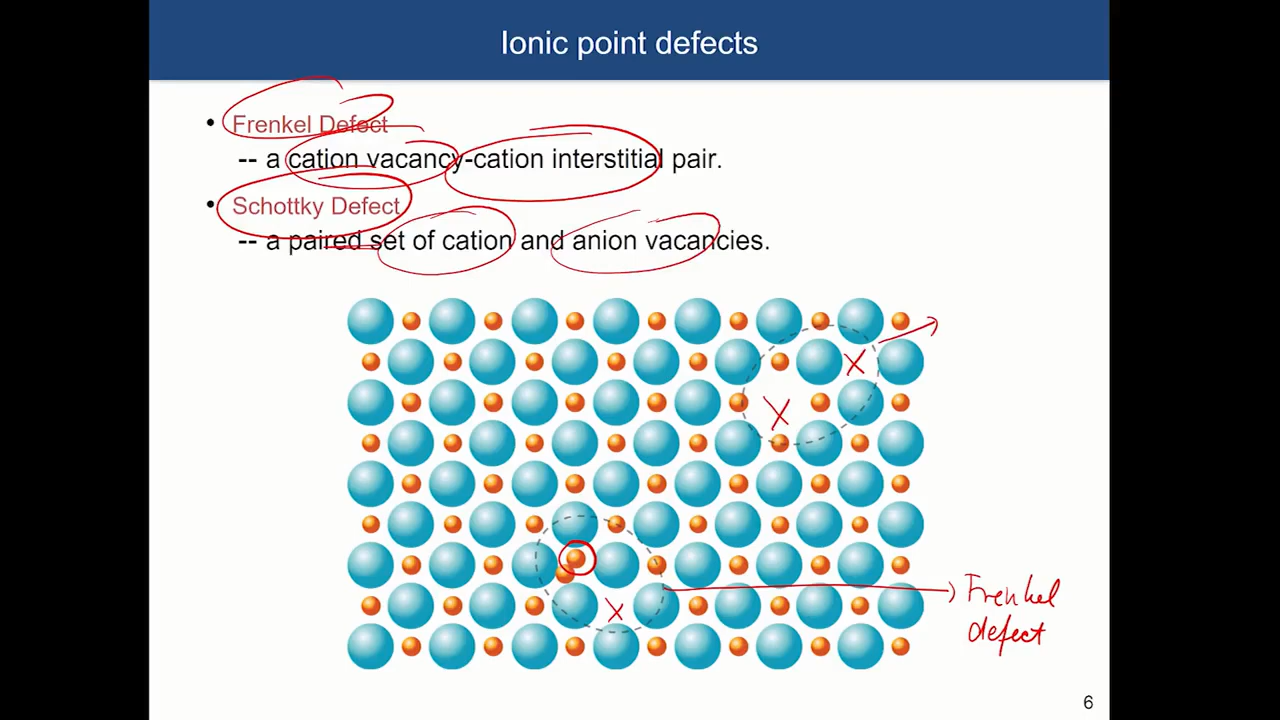 Ionic point defects
• Frenkel Defect
-- a cation vacancy-cation interstitial pair.
• Schottky Defect
-- a paired set of cation and anion vacancies.
X
X
X
Frenkel
defect
6